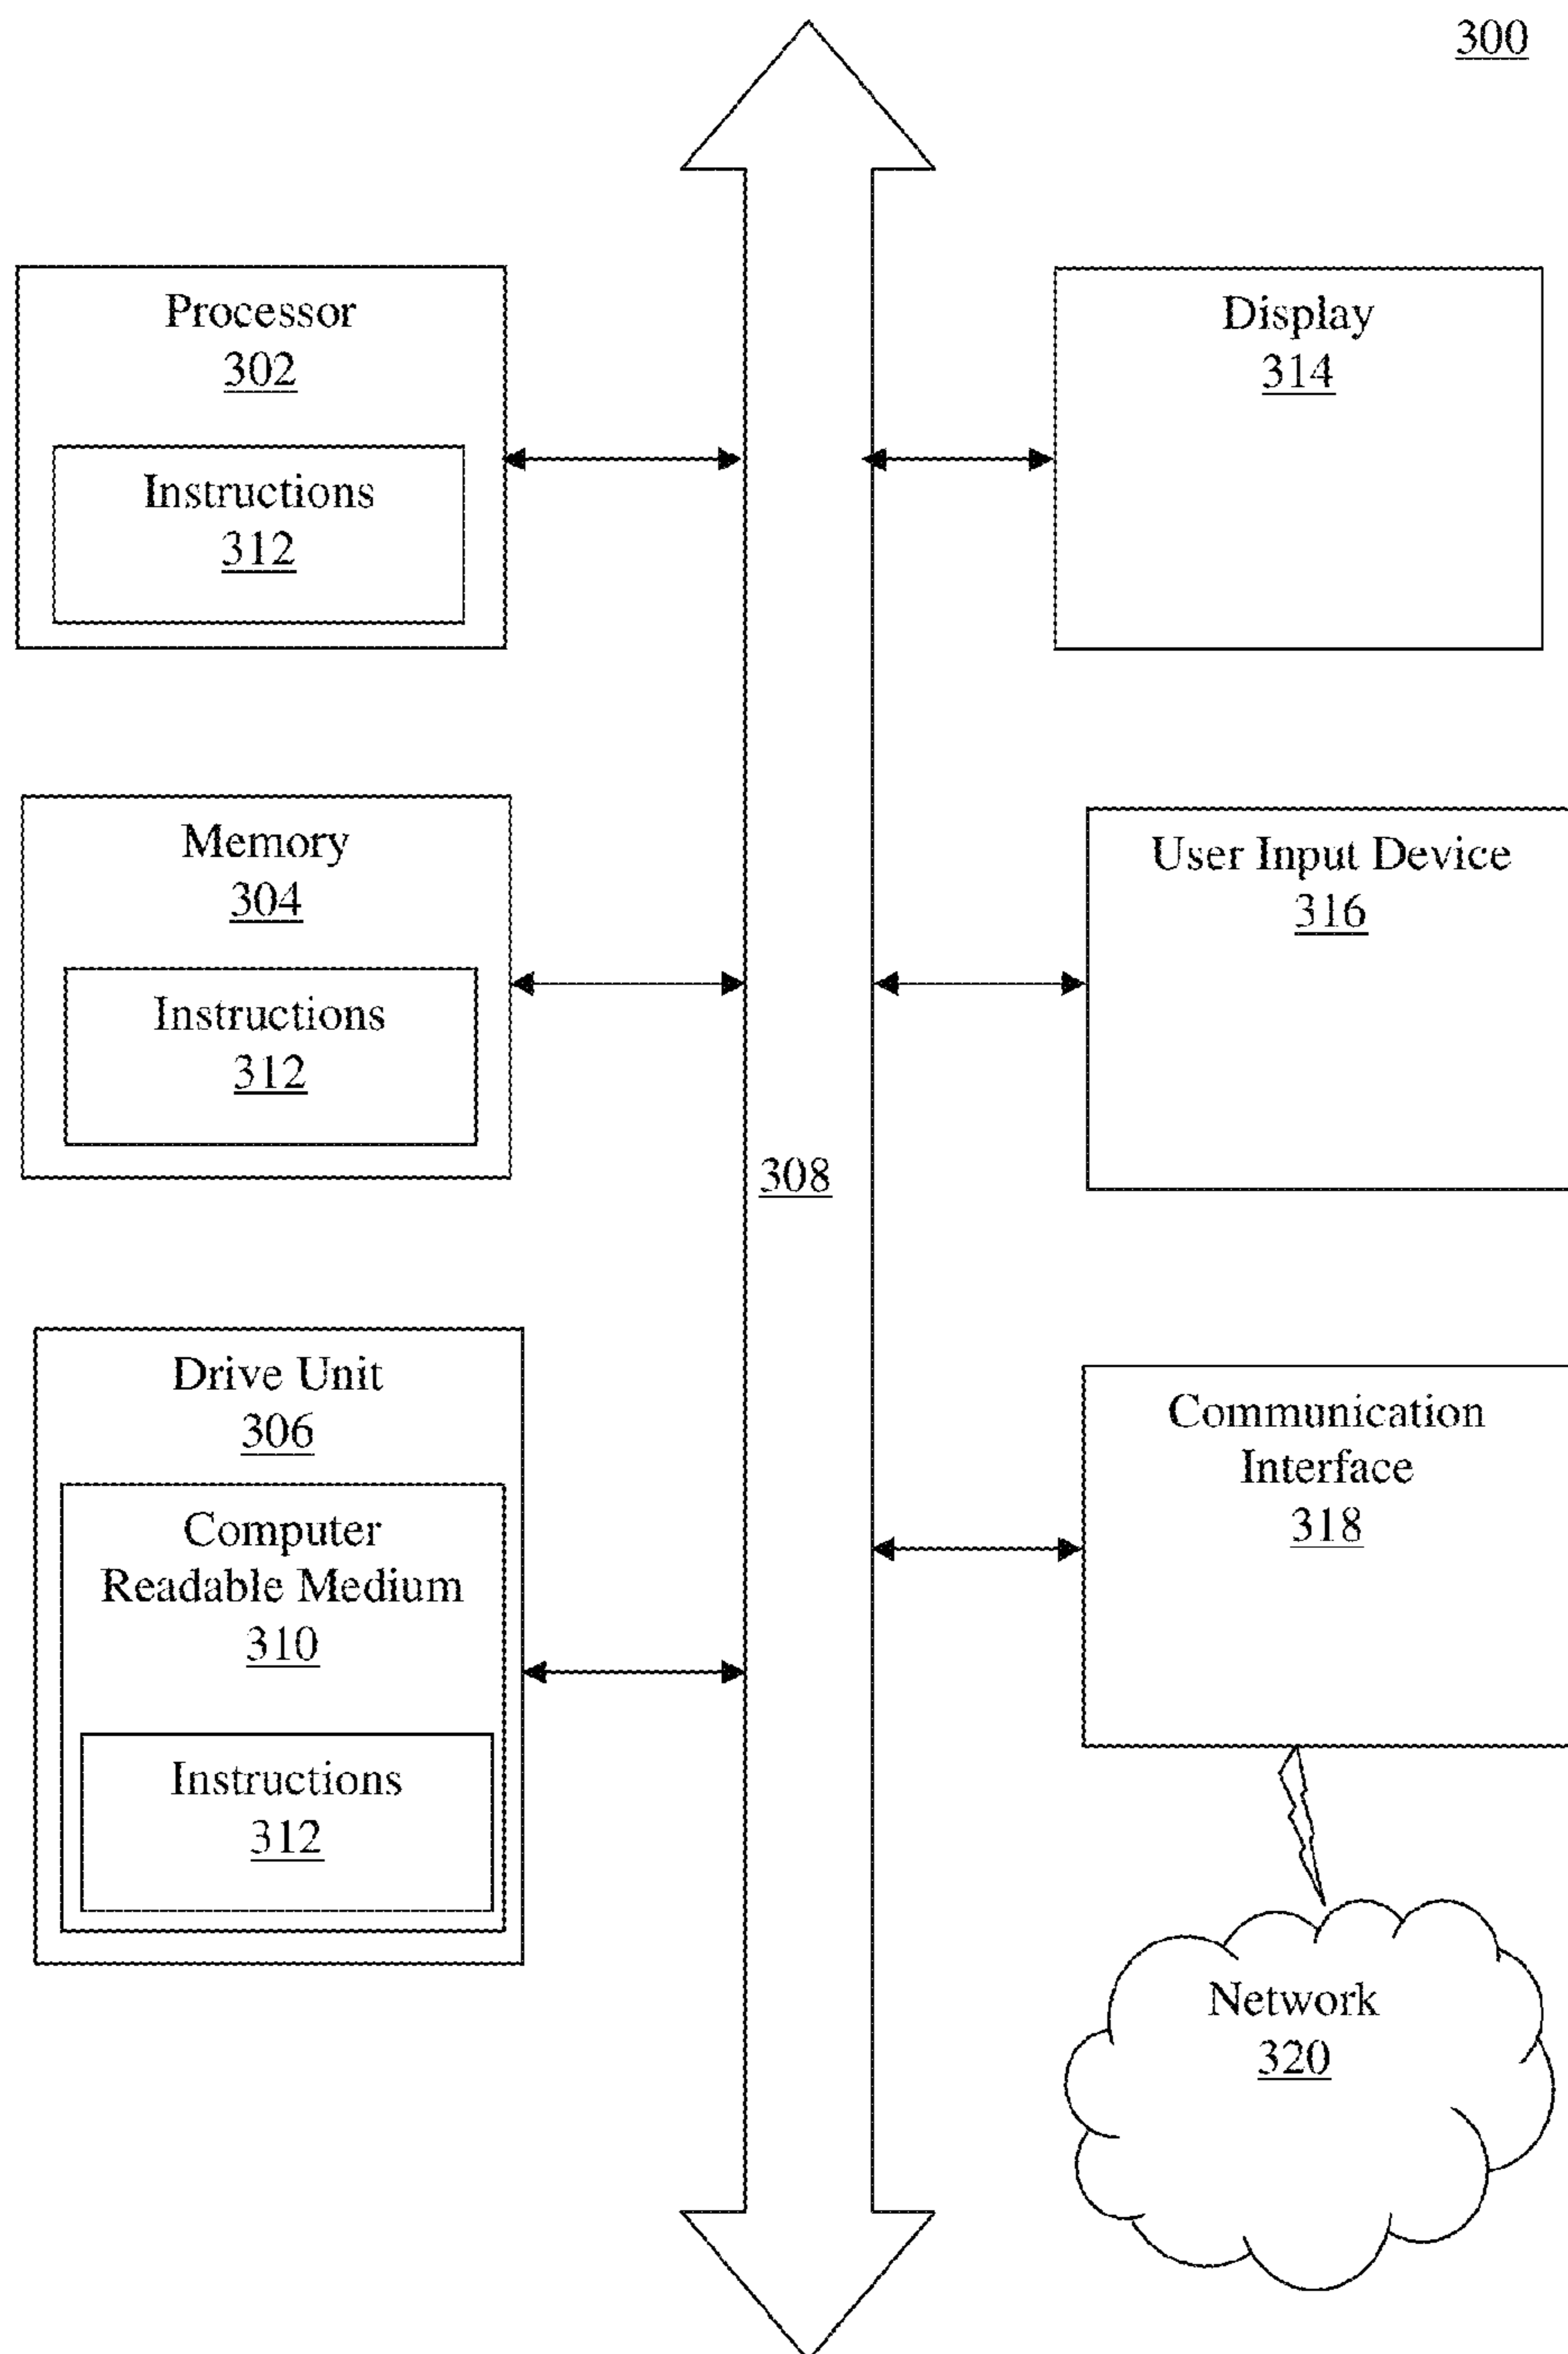 300
Processor
302
Instructions
312
Memory
304
Instructions
312
Drive Unit
306
Computer
Readable Medium
310
Instructions
312
308
Display
314
User Input Device
316
Communication
Interface
318
Network
320